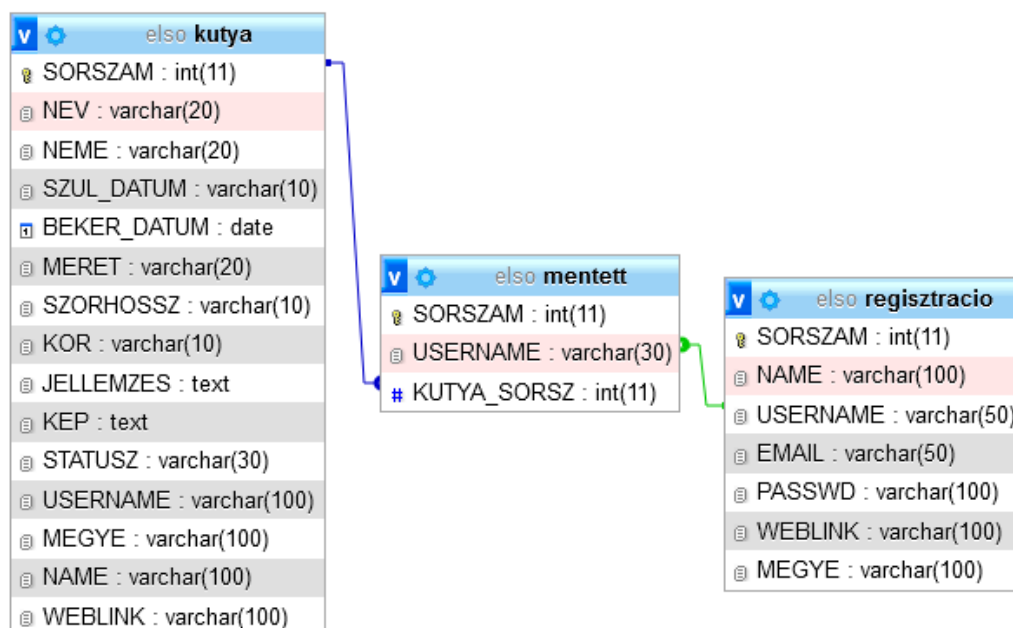 v elso kutya
SORSZAM : int(11)
NEV : varchar(20)
NEME : varchar(20)
SZUL_DATUM : varchar(10)
BEKER_DATUM : date
MERET : varchar(20)
SZORHOSSZ : varchar(10)
KOR : varchar(10)
JELLEMZES : text
KEP : text
STATUSZ : varchar(30)
USERNAME : varchar(100)
MEGYE : varchar(100)
NAME : varchar(100)
WEBLINK : varchar(100)
v elso mentett
SORSZAM : int(11)
USERNAME : varchar(30)
# KUTYA_SORSZ : int(11)
v elso regisztracio
SORSZAM : int(11)
NAME : varchar(100)
USERNAME : varchar(50)
EMAIL : varchar(50)
PASSWD : varchar(100)
WEBLINK : varchar(100)
MEGYE : varchar(100)